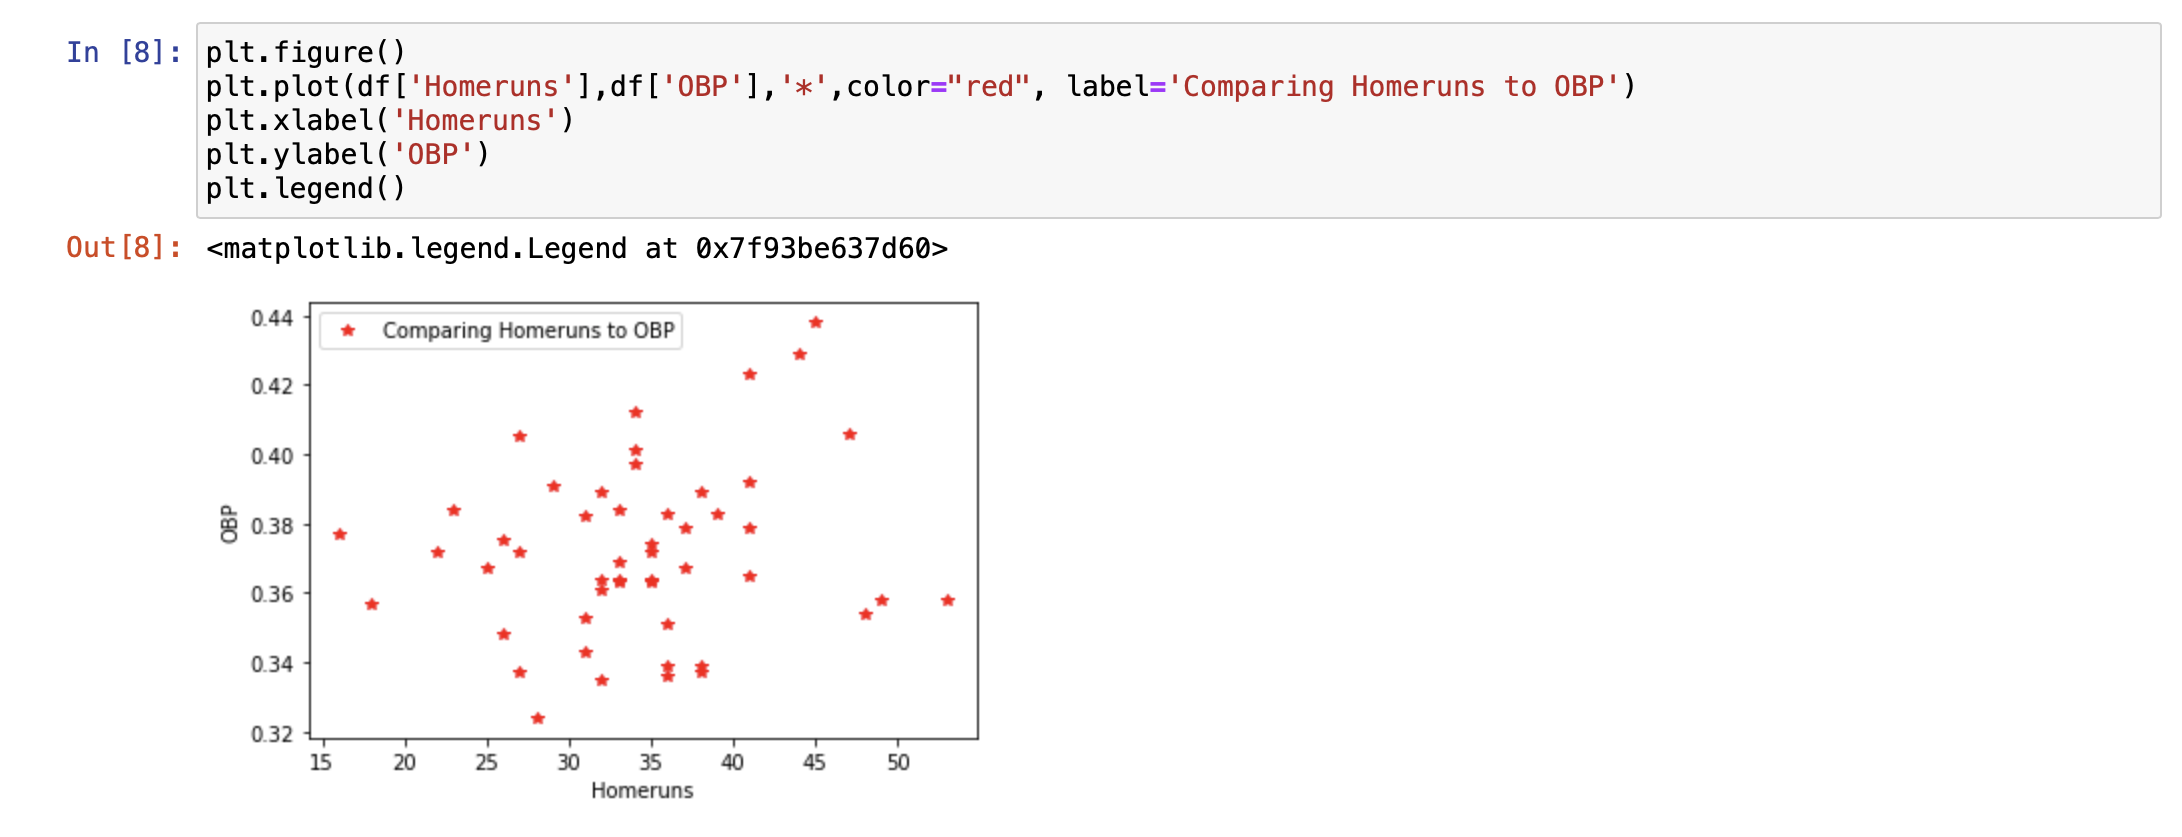 In [8]: plt.figure()
plt.plot(df['Homeruns'],df['OBP'],'*',color="red", label='Comparing Homeruns to OBP')
plt.xlabel('Homeruns')
plt.ylabel('OBP')
plt.legend()
Out[8]: <matplotlib.legend.Legend at 0x7f93be637d60>
Comparing Homeruns to OBP
0.44
0.42
0.40
0.38
0.36
0.34
0.32
OBP
15 20 25 30 35 40 45 50
Homeruns